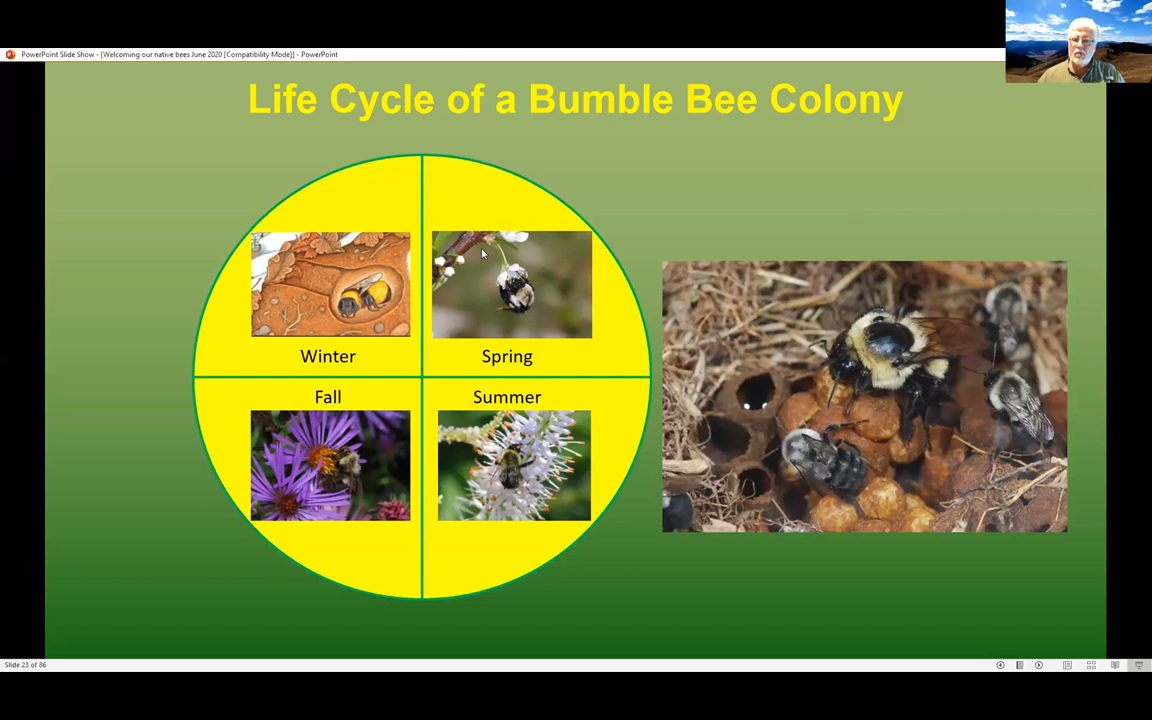 PowerPoint Slide Show - [Welcoming our native bees June 2020 [Compatibility Mode]] - PowerPoint
Life Cycle of a Bumble Bee Colony
Winter
Spring
Fall
Summer
Slide 23 of 86